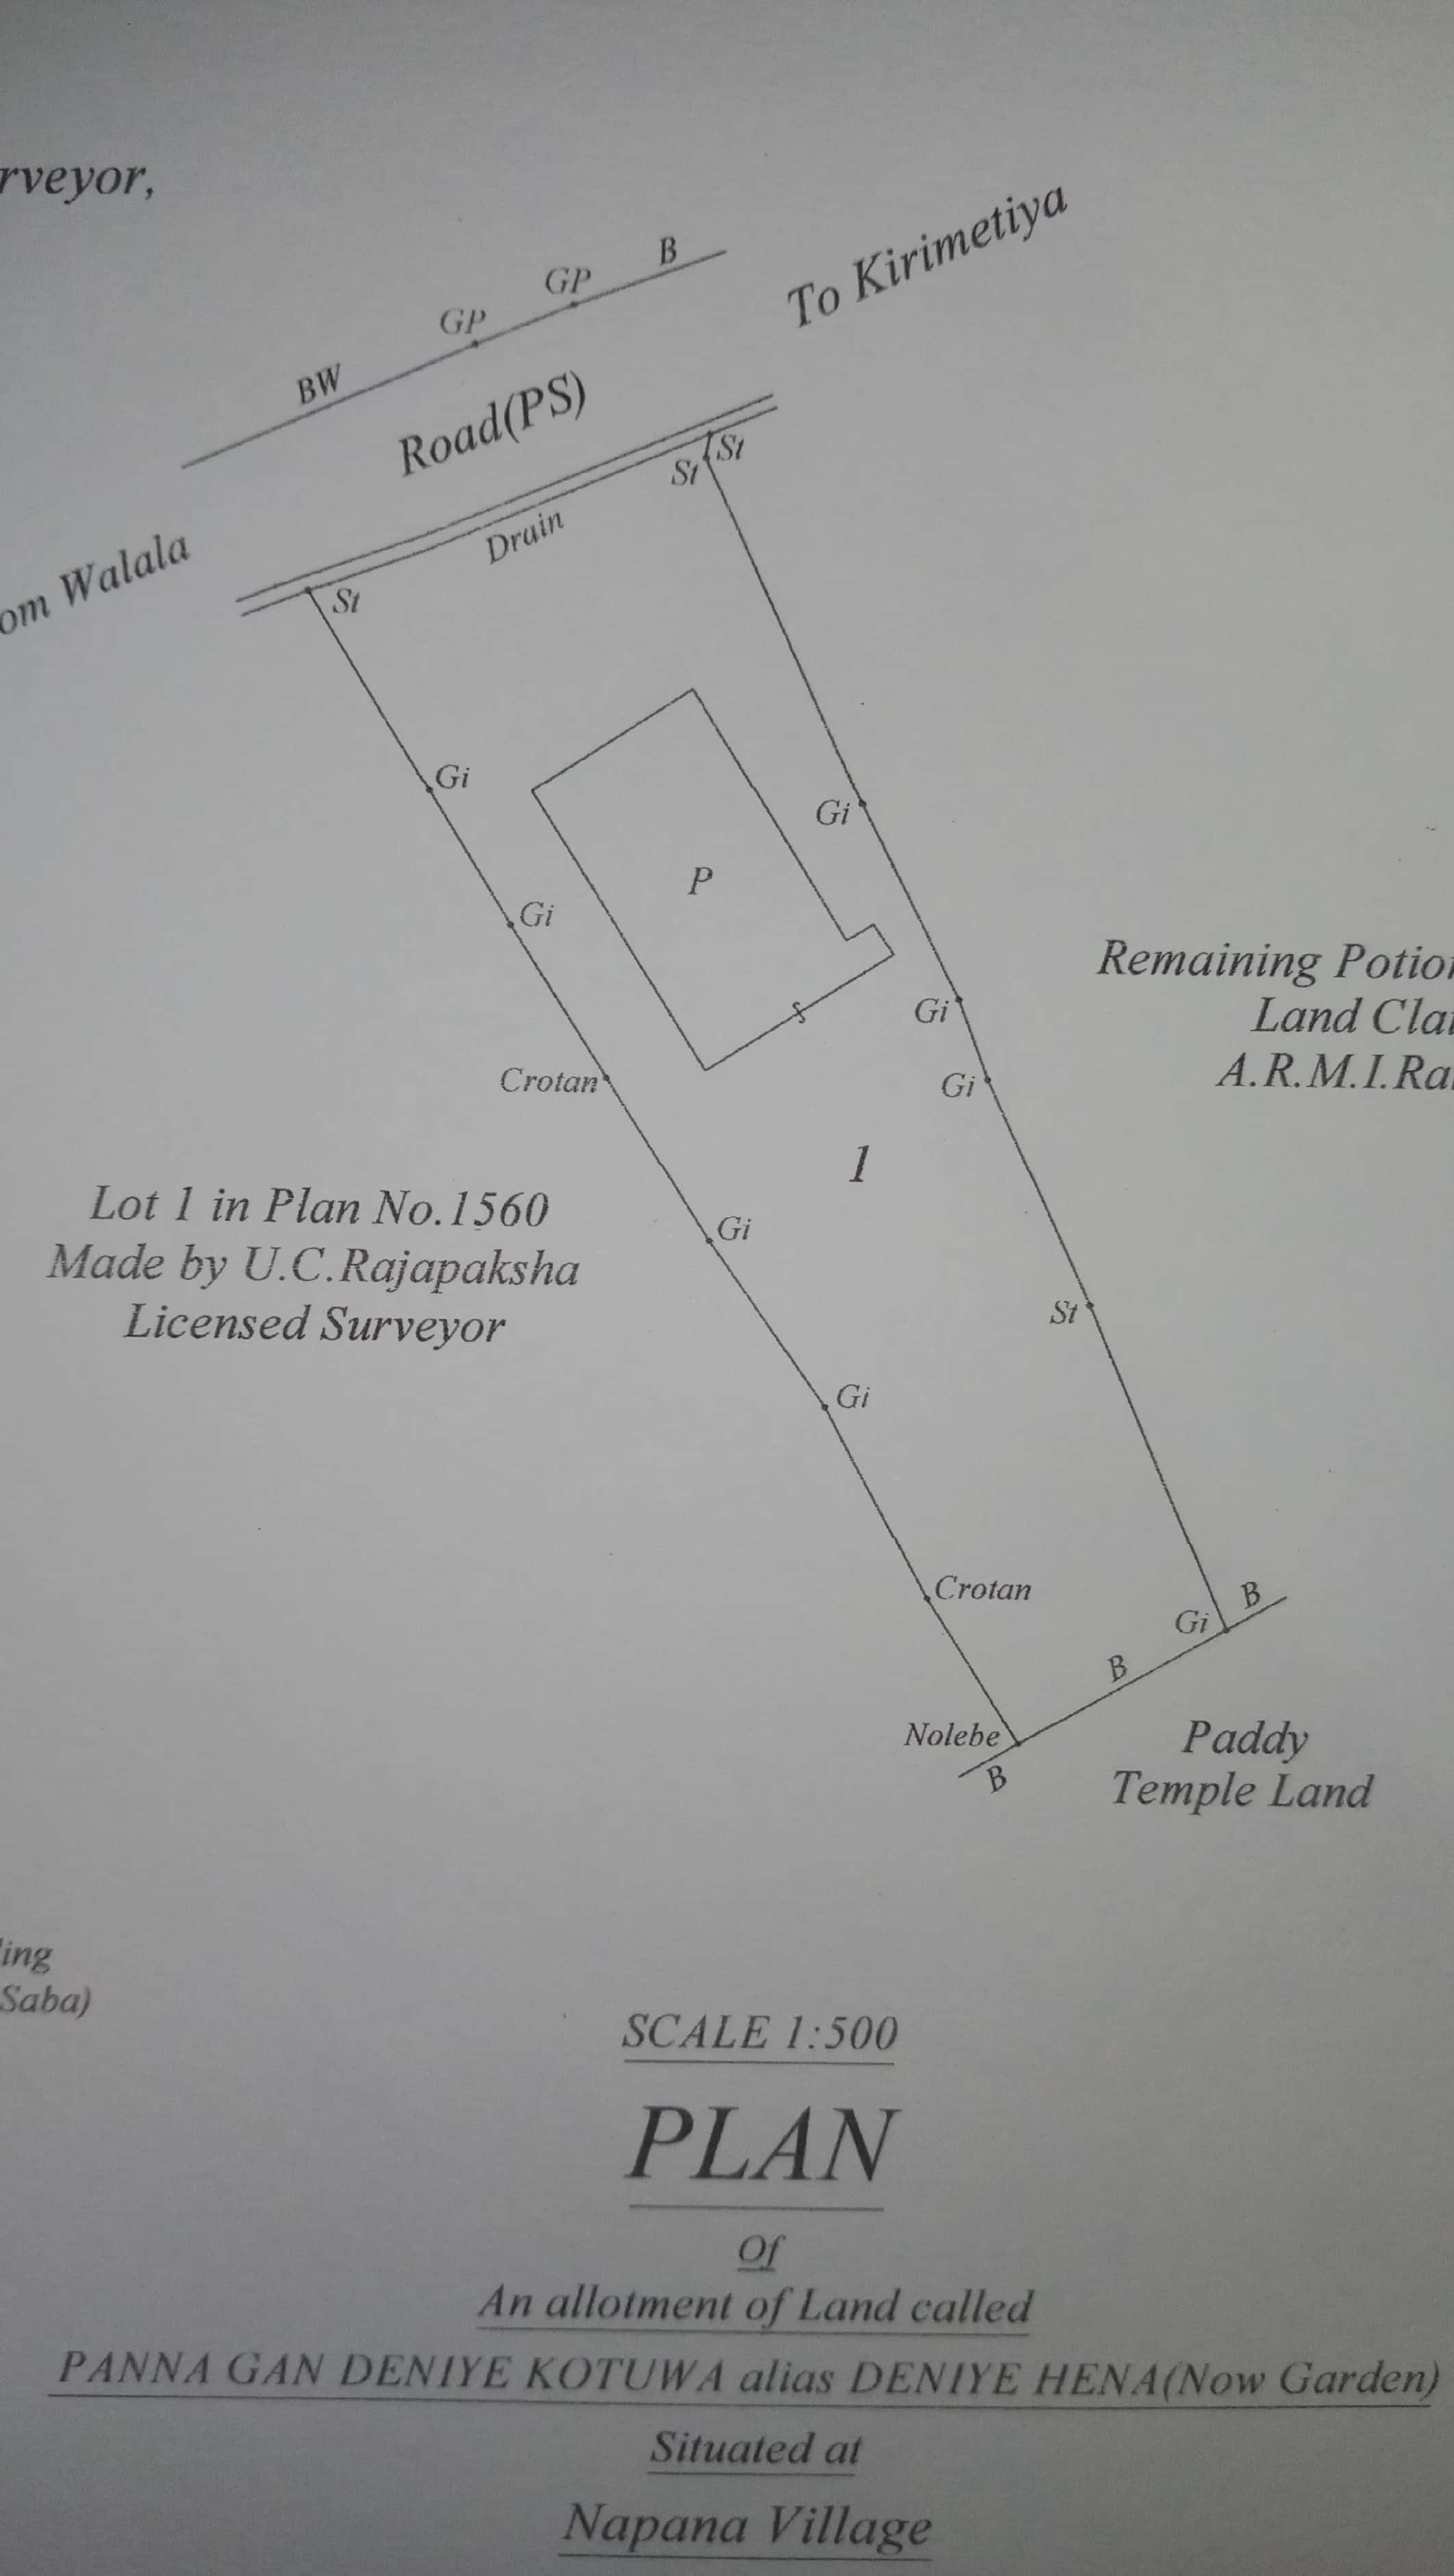 rveyor,
To Kirimetiya
B
GP
GP
BW
Road(PS)
St
St
Drain
om Walala
St
Gi
Gi
P
Gi
Remaining Potio
Land Cla
A.R.M.I.Ra
Gi
Gi
Crotan
1
Lot 1 in Plan No.1560
Made by U.C.Rajapaksha
Licensed Surveyor
Gi
St
Gi
Crotan
B
Gi
B
Nolebe
B
Paddy
Temple Land
ing
Saba)
SCALE 1:500
PLAN
Of
An allotment of Land called
PANNA GAN DENIYE KOTUWA alias DENIYE HENA(Now Garden)
Situated at
Napana Village